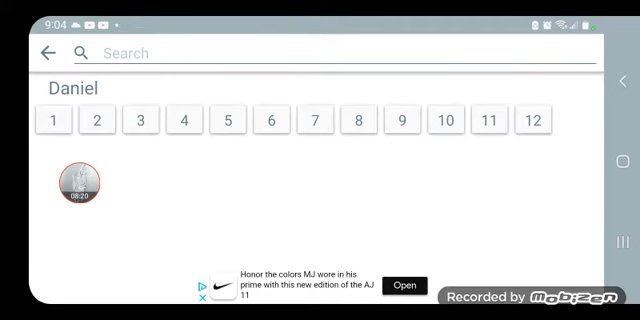 9:04
Search
Daniel
1 2 3 4 5 6 7 8 9 10 11 12
08:20
Honor the colors MJ wore in his
prime with this new edition of the AJ
11
Open
Recorded by Mobizen